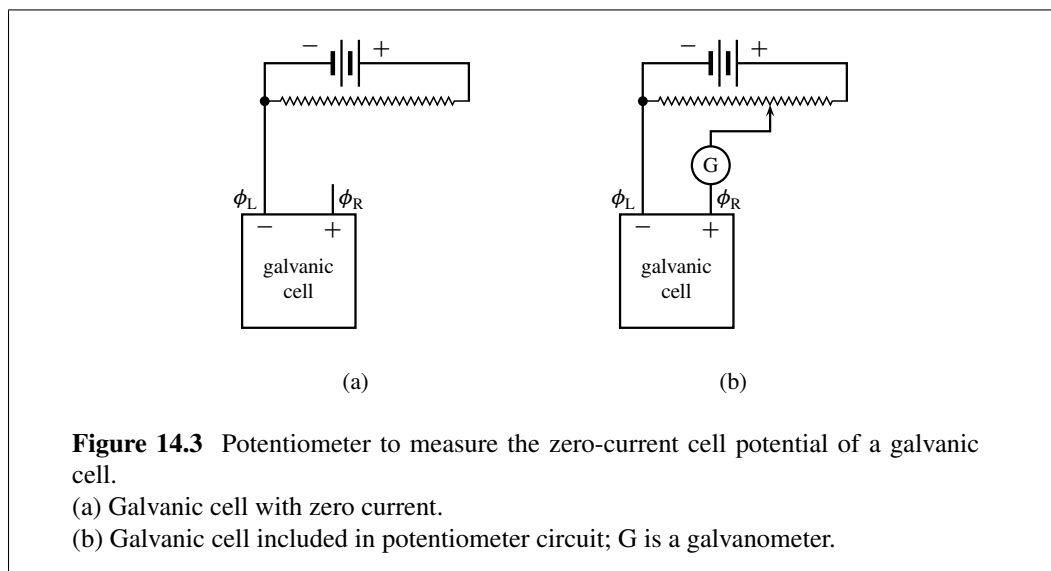 − +
− +
G
ϕL ϕR
ϕL ϕR
− +
− +
galvanic
cell
galvanic
cell
(a)
(b)
Figure 14.3 Potentiometer to measure the zero-current cell potential of a galvanic
cell.
(a) Galvanic cell with zero current.
(b) Galvanic cell included in potentiometer circuit; G is a galvanometer.